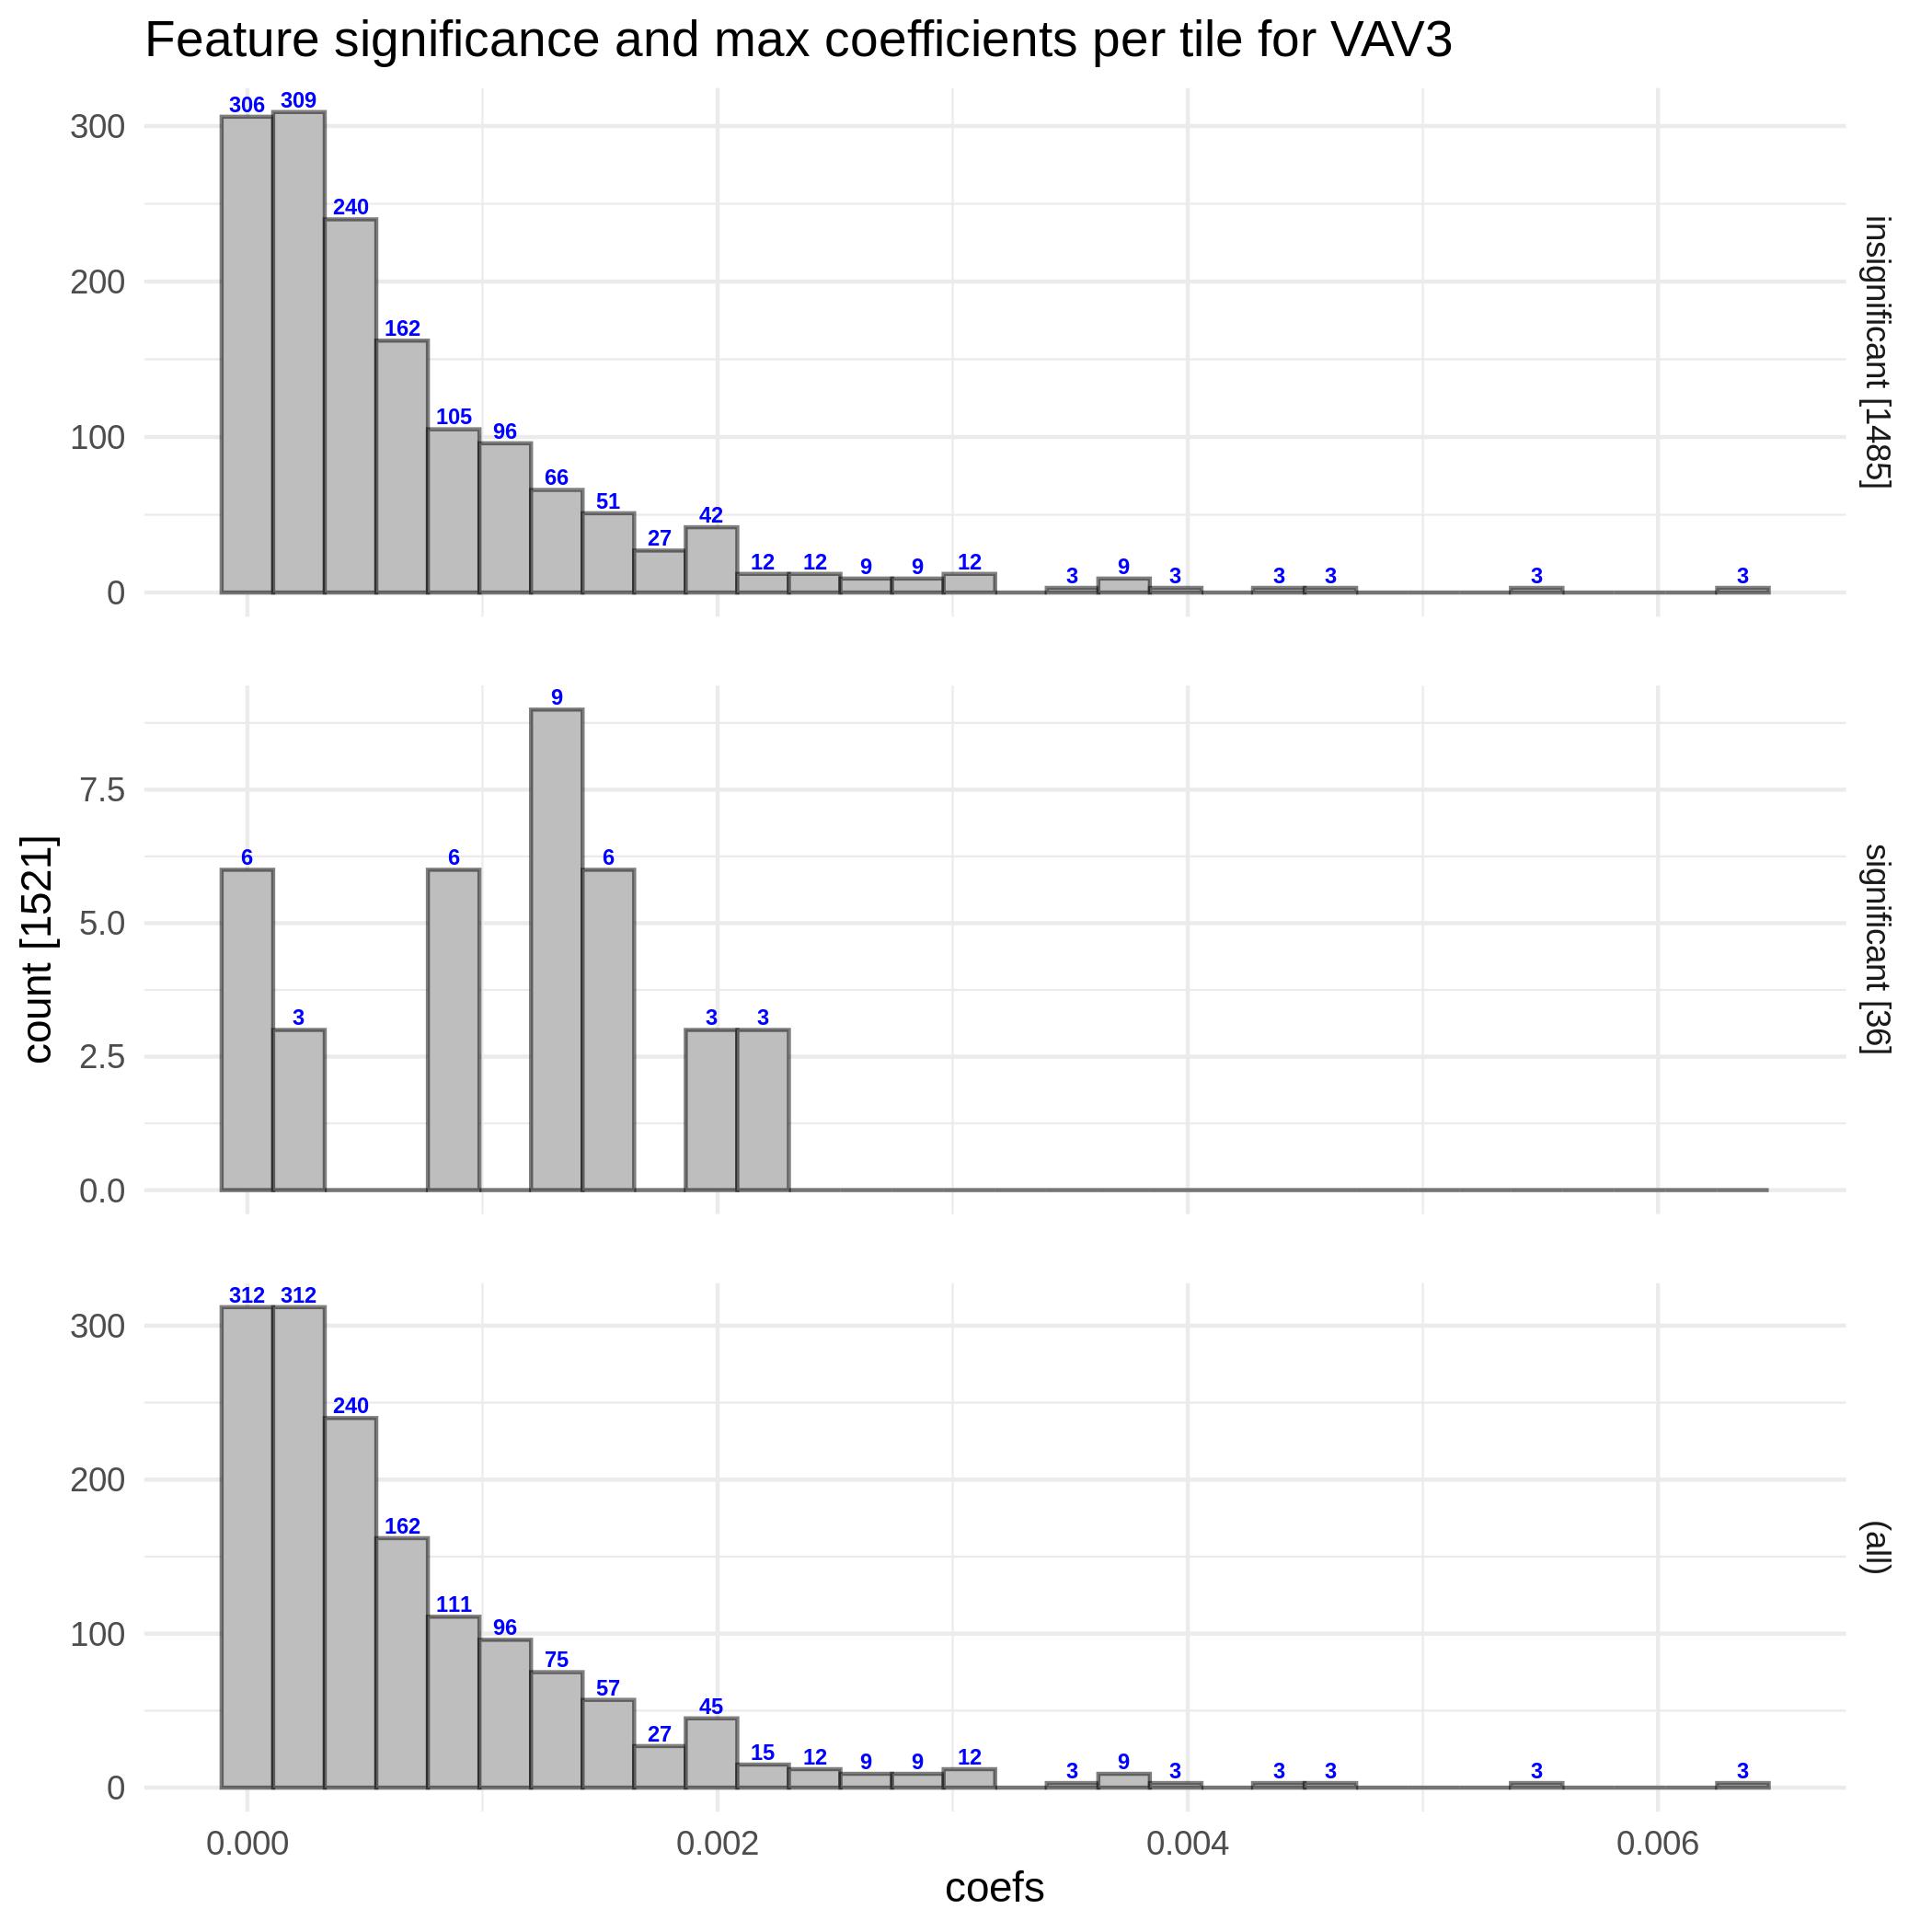 Feature significance and max coefficients per tile for VAV3
306 309 240 162 105 96 66 51 27 42 12 12 9 9 12 3 9 3 3 3 3 3
300
200
100
0
insignificant [1485]
6 3 6 9 6 3 3
7.5
5.0
2.5
0.0
significant [36]
count [1521]
312 312 240 162 111 96 75 57 27 45 15 12 9 9 12 3 9 3 3 3 3 3
300
200
100
0
(all)
0.000 0.002 0.004 0.006
coefs